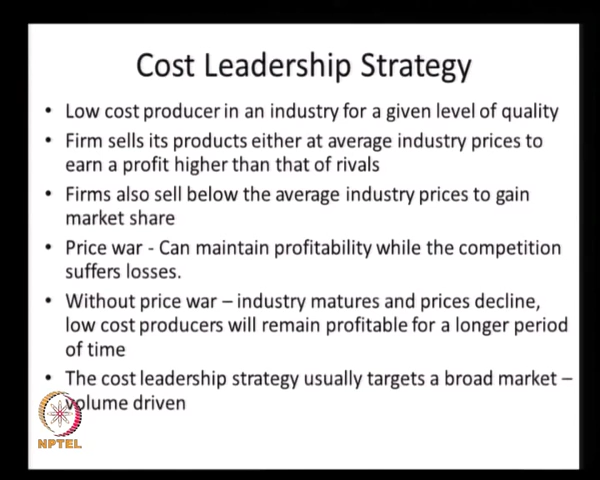 Cost Leadership Strategy
• Low cost producer in an industry for a given level of quality
• Firm sells its products either at average industry prices to
earn a profit higher than that of rivals
• Firms also sell below the average industry prices to gain
market share
• Price war - Can maintain profitability while the competition
suffers losses.
• Without price war – industry matures and prices decline,
low cost producers will remain profitable for a longer period
of time
• The cost leadership strategy usually targets a broad market –
volume driven
NPTEL